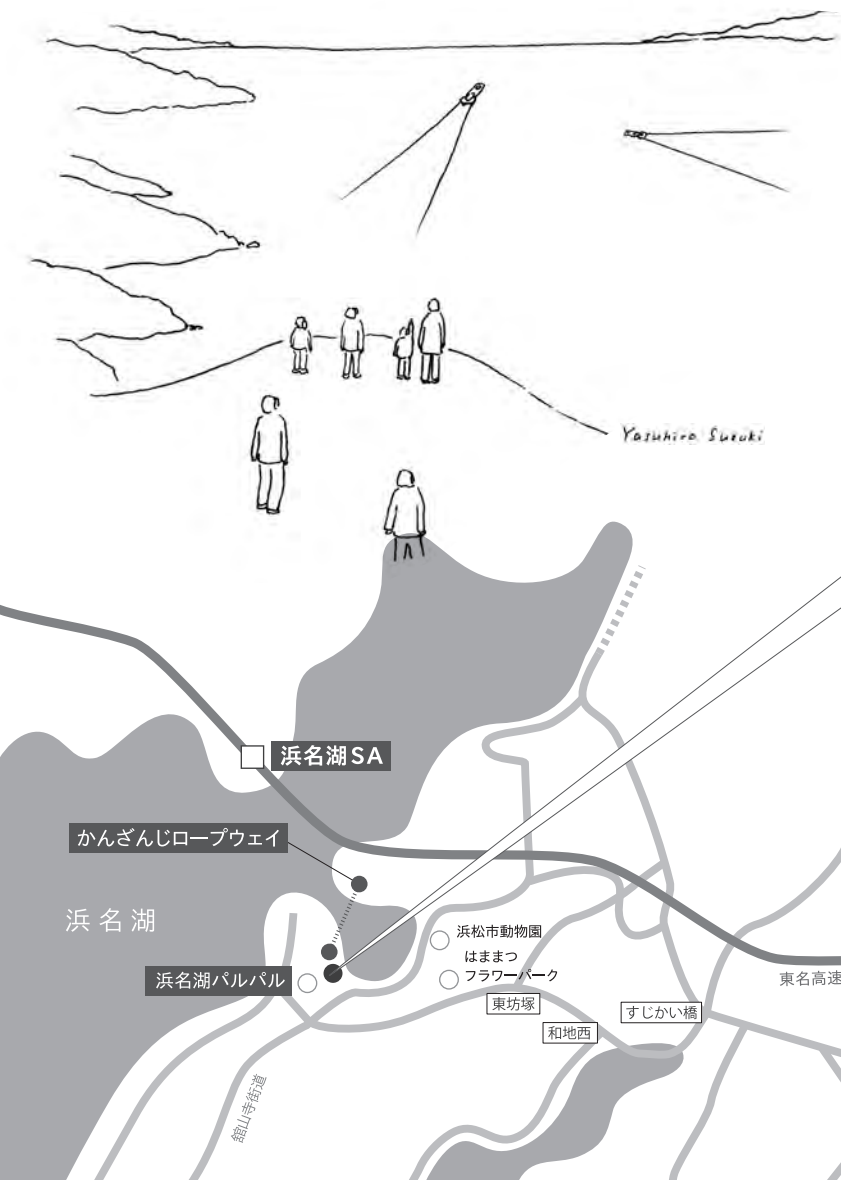 Yasuhiro Suzuki
浜名湖SA
かんざんじロープウェイ
浜名湖
浜松市動物園
はままつ
フラワーパーク
浜名湖パルパル
東名高速
東坊塚
すじかい橋
和地西
舘山寺街道